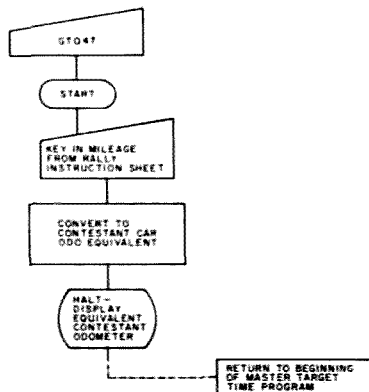 GTO47
START
KEY IN MILEAGE
FROM RALLY
INSTRUCTION SHEET
CONVERT TO
CONTESTANT CAR
ODO EQUIVALENT
HALT-
DISPLAY
EQUIVALENT
CONTESTANT
ODOMETER
RETURN TO BEGINNING
OF MASTER TARGET
TIME PROGRAM